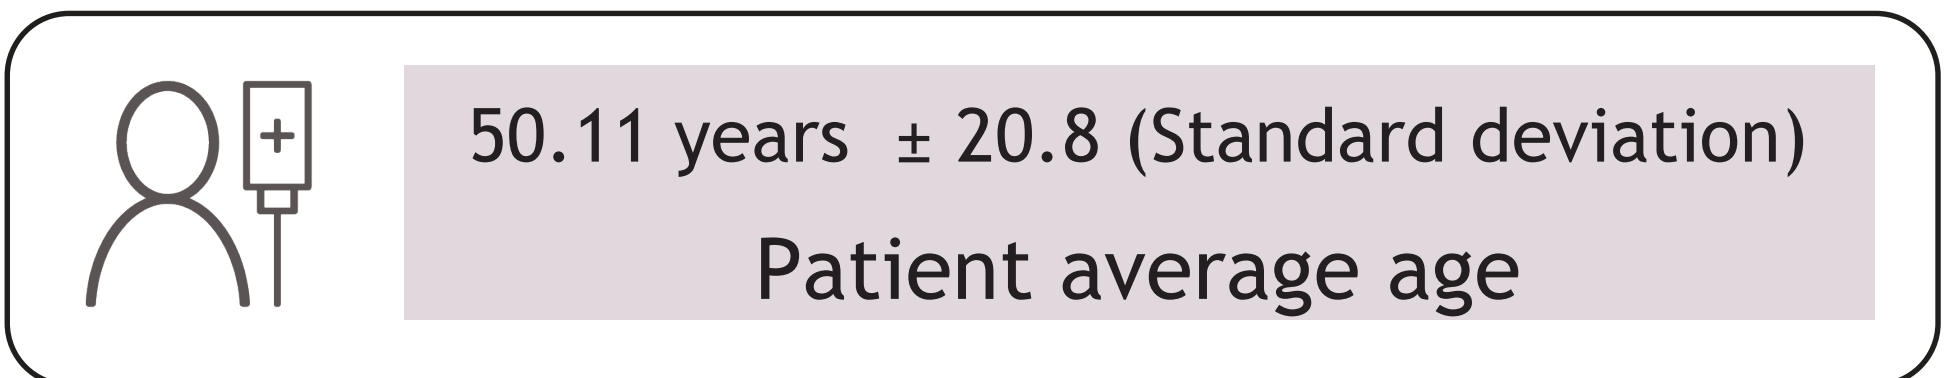 50.11 years ± 20.8 (Standard deviation)
Patient average age